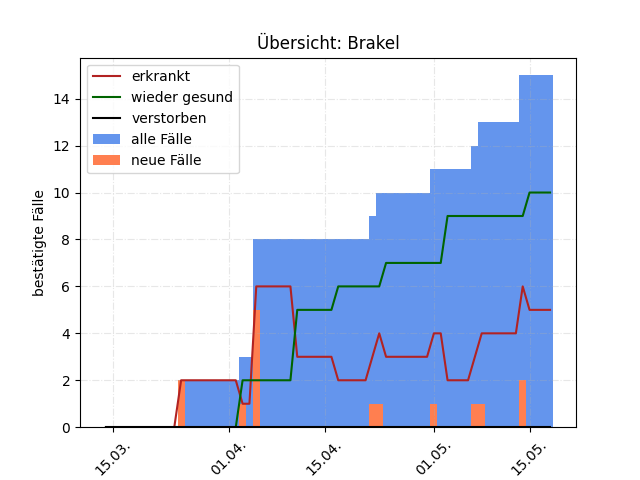 Übersicht: Brakel
erkrankt
wieder gesund
verstorben
alle Fälle
neue Fälle
bestätigte Fälle
14
12
10
8
6
4
2
0
15.03.
01.04.
15.04.
01.05.
15.05.